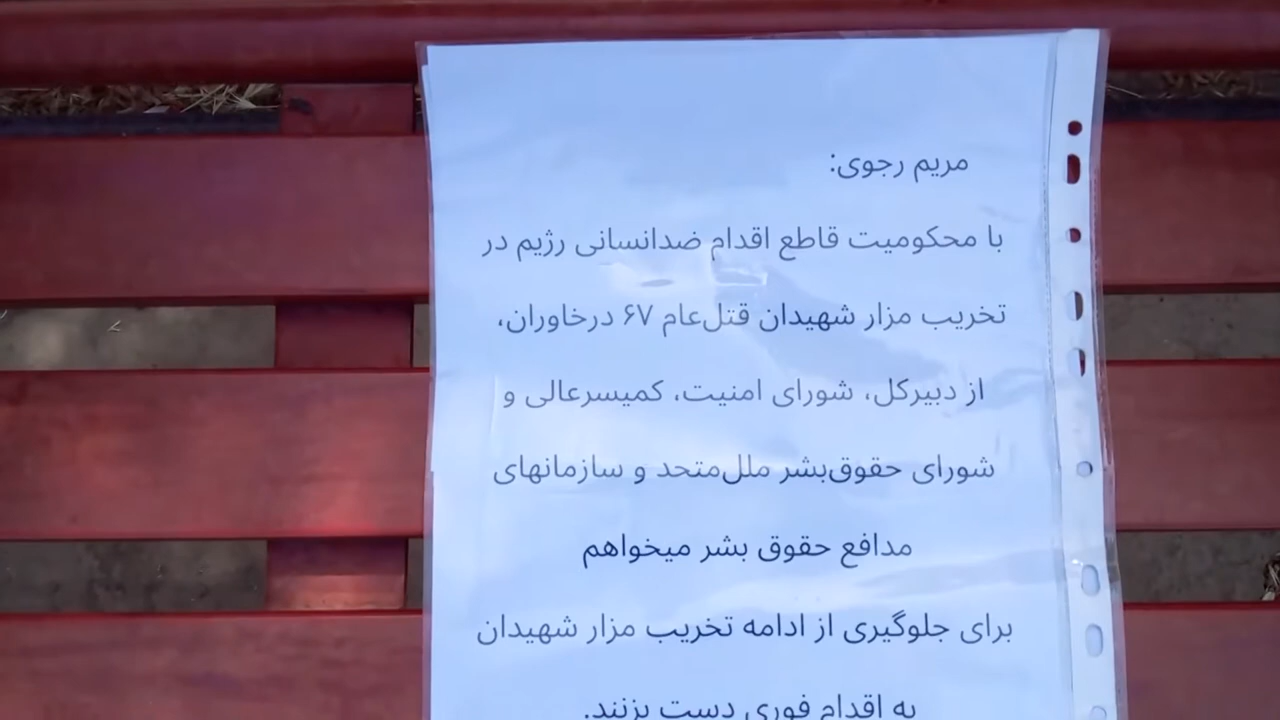 مریم رجوی:
با محکومیت قاطع اقدام ضدانسانی رژیم در
تخریب مزار شهیدان قتل‌عام ۶۷ درخاوران،
از دبیرکل، شورای امنیت، کمیسرعالی و
شورای حقوق‌بشر ملل‌متحد و سازمانهای
مدافع حقوق بشر میخواهم
برای جلوگیری از ادامه تخریب مزار شهیدان
به اقدام فوری دست بزنند.